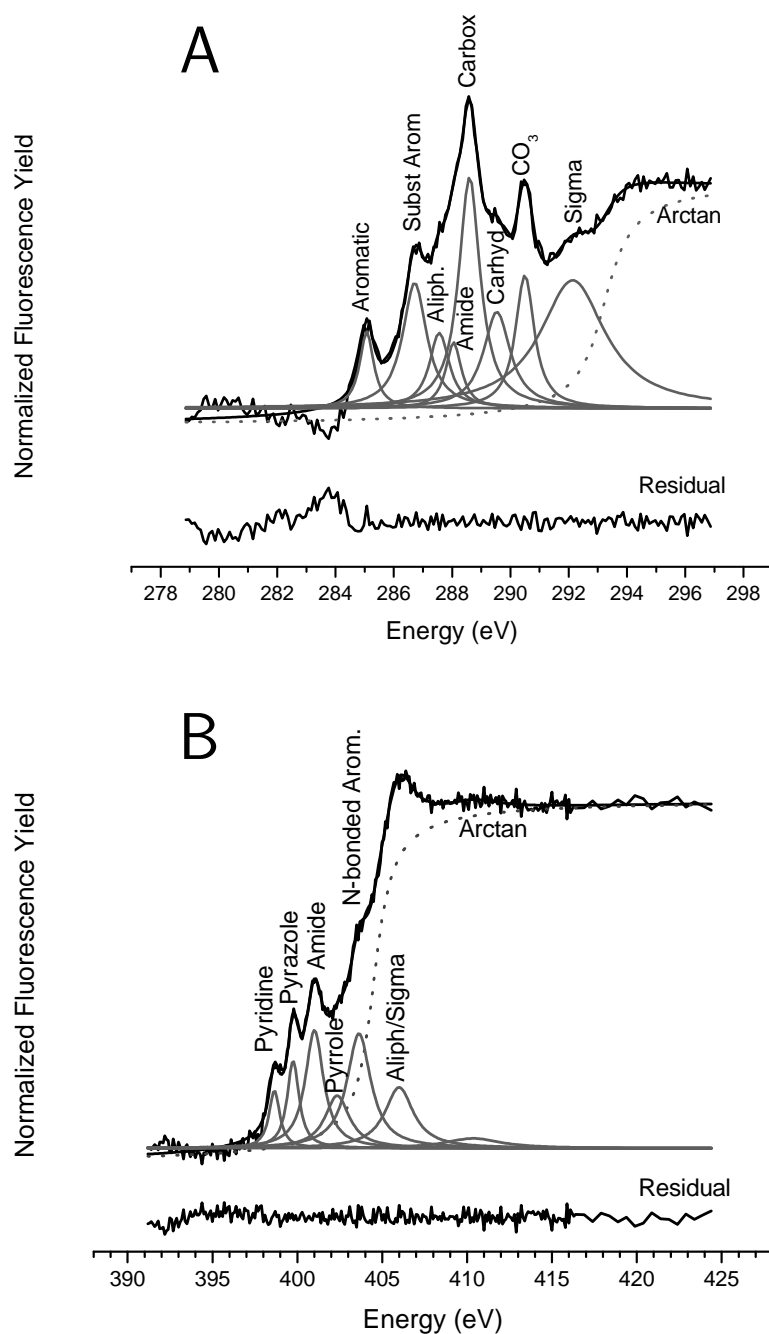 A
Normalized Fluorescence Yield
Aromatic
Subst Arom
Aliph.
Amide
Carbox
Carhyd
CO₃
Sigma
Arctan
Residual
278 280 282 284 286 288 290 292 294 296 298
Energy (eV)
B
Normalized Fluorescence Yield
Pyridine
Pyrazole
Amide
Pyrrole
N-bonded Arom.
Aliph/Sigma
Arctan
Residual
390 395 400 405 410 415 420 425
Energy (eV)